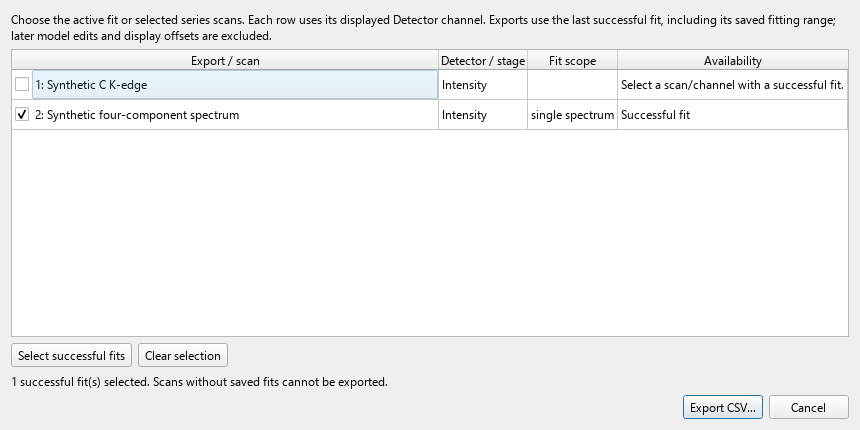 Choose the active fit or selected series scans. Each row uses its displayed Detector channel. Exports use the last successful fit, including its saved fitting range;
later model edits and display offsets are excluded.
Export / scan Detector / stage Fit scope Availability
1: Synthetic C K-edge Intensity Select a scan/channel with a successful fit.
2: Synthetic four-component spectrum Intensity single spectrum Successful fit
Select successful fits Clear selection
1 successful fit(s) selected. Scans without saved fits cannot be exported.
Export CSV... Cancel